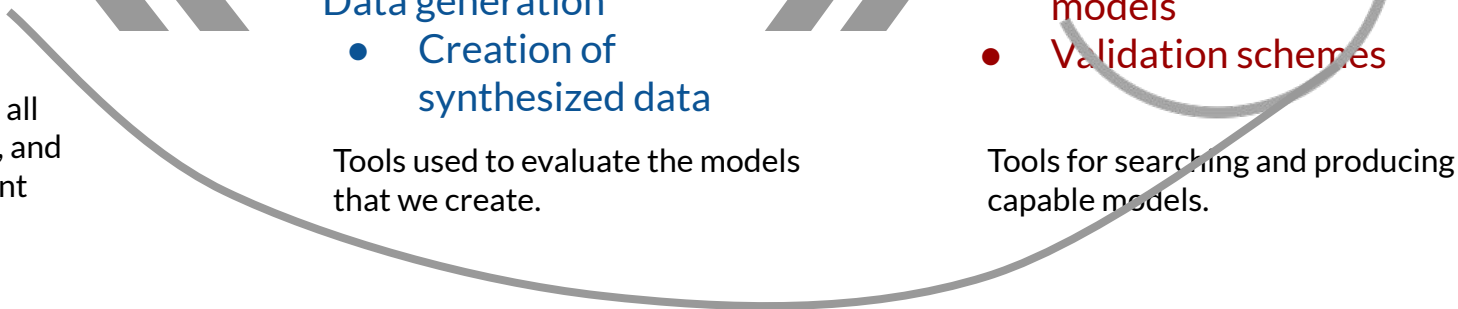 all
, and
nt
Data generation
● Creation of
synthesized data
Tools used to evaluate the models
that we create.
models
● Validation schemes
Tools for searching and producing
capable models.